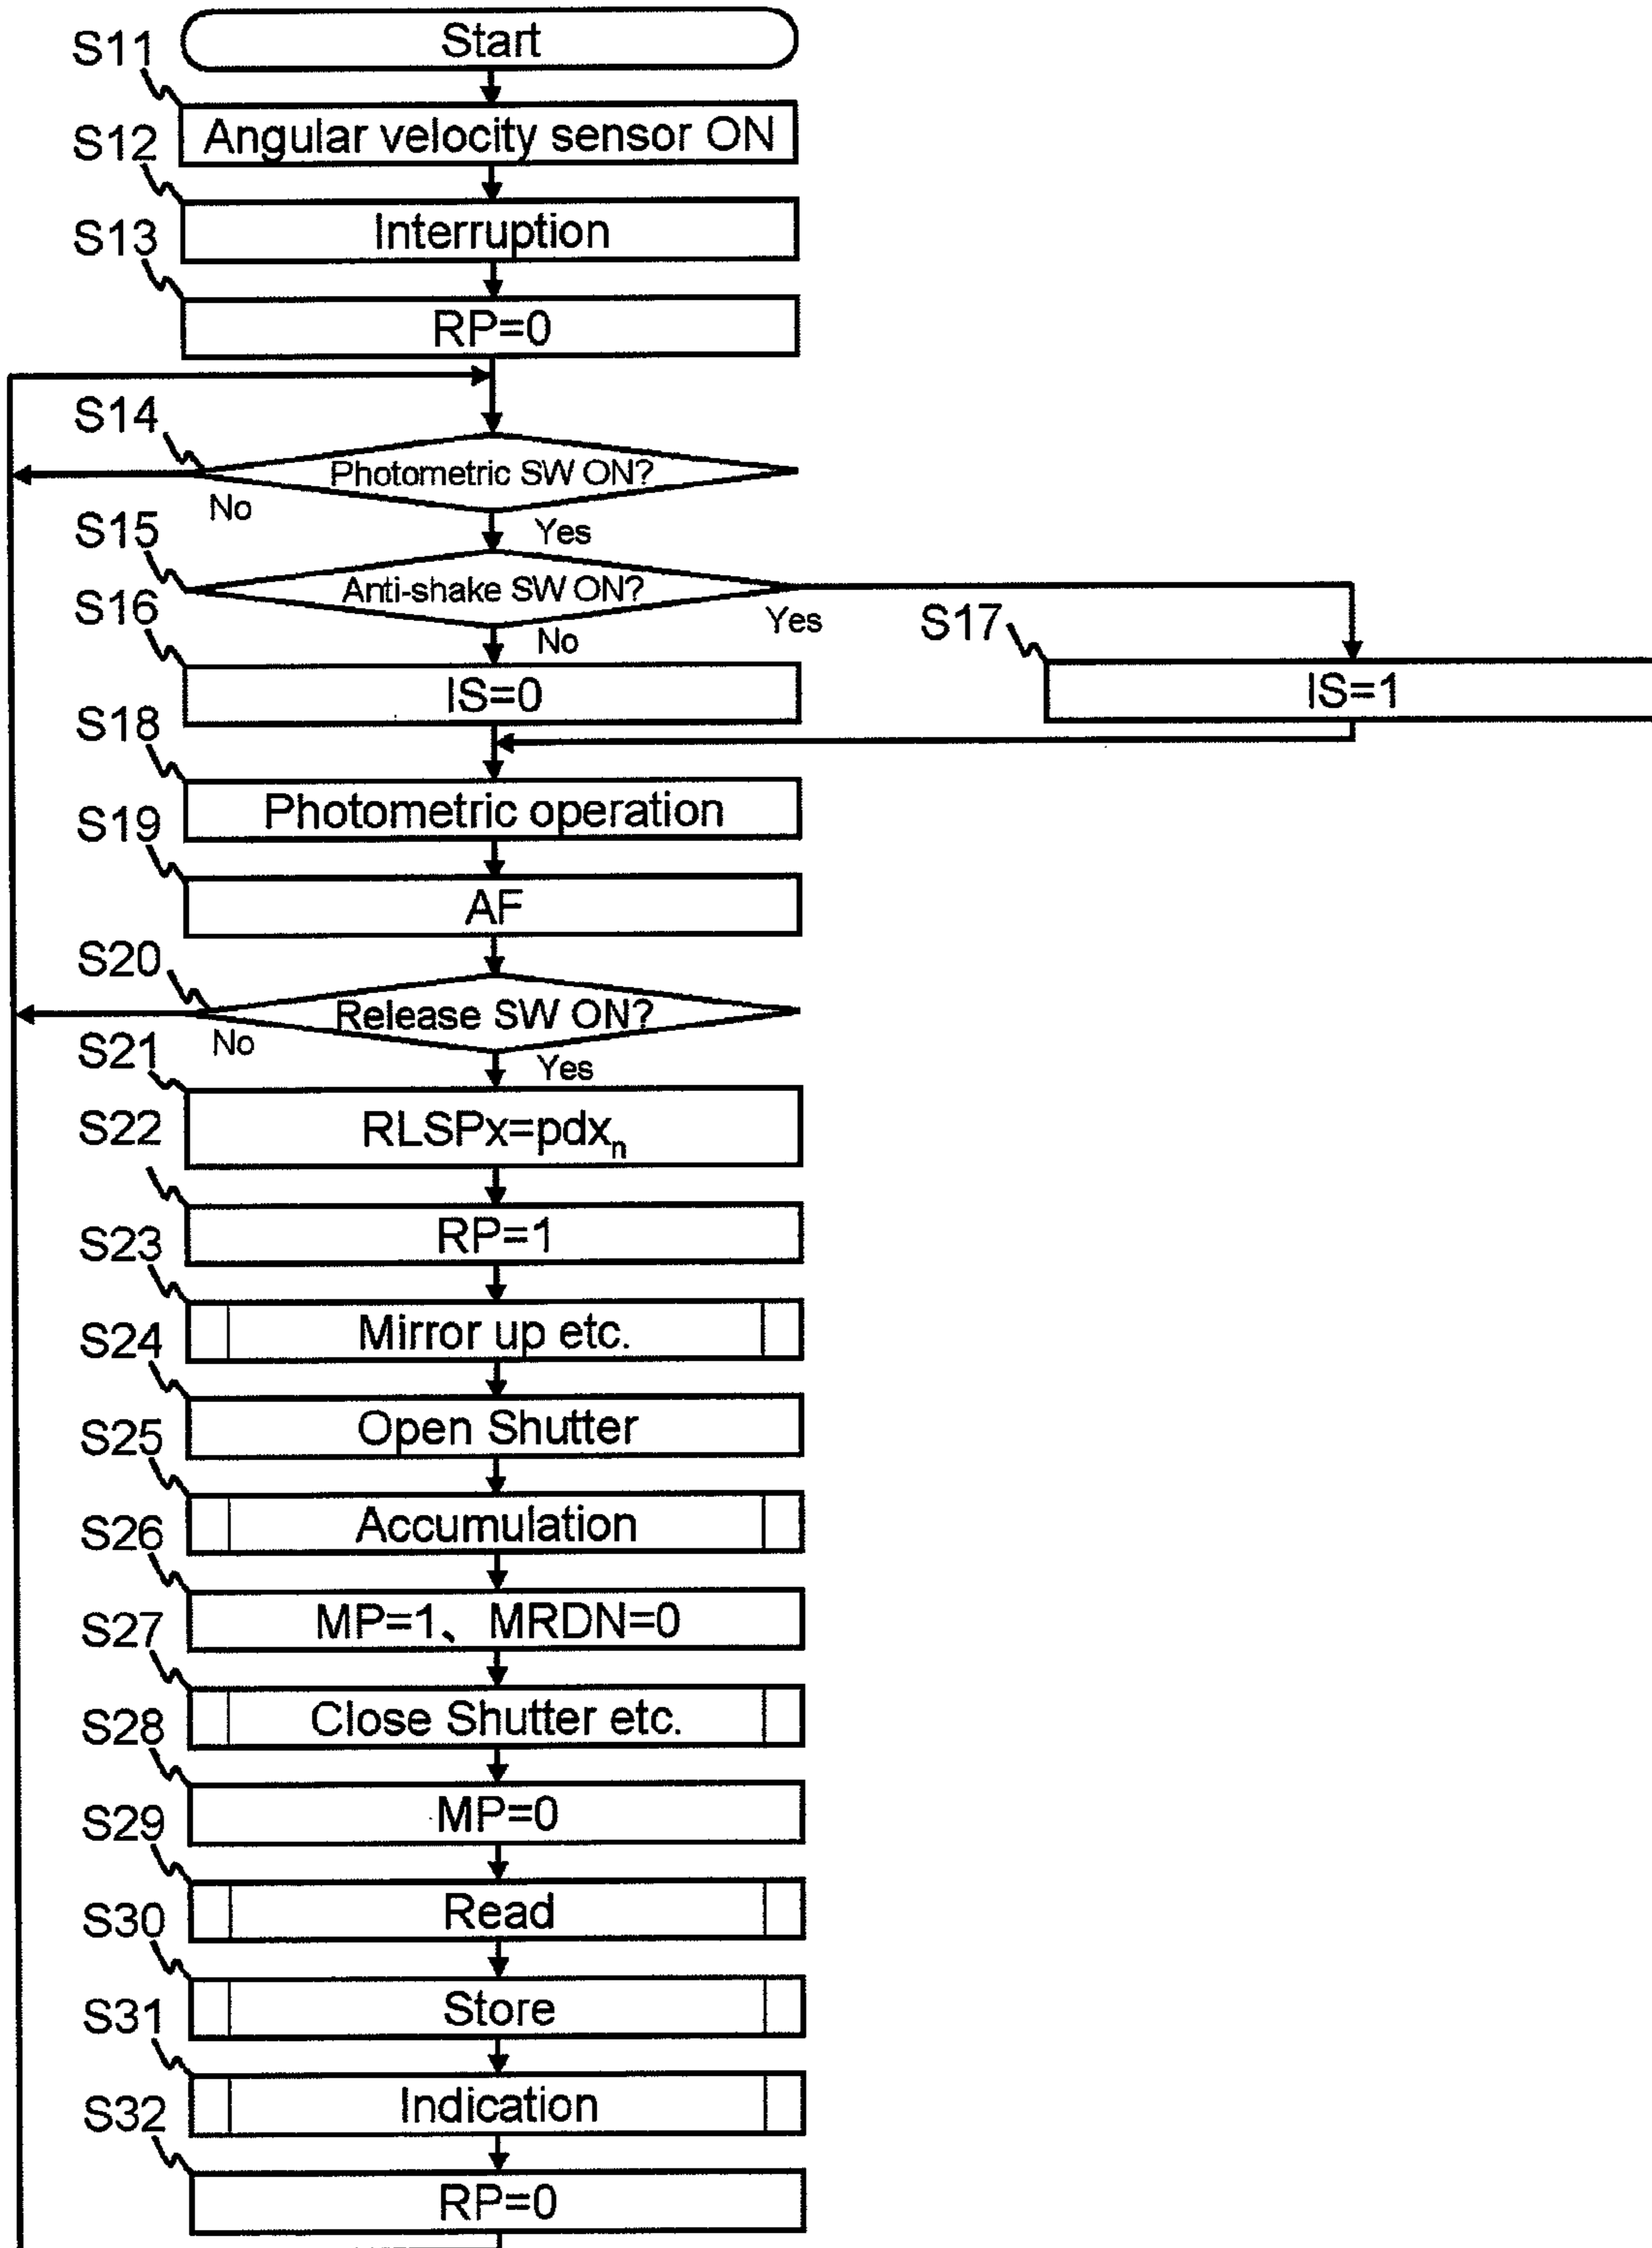 Start
S11
Angular velocity sensor ON
S12
Interruption
S13
RP=0
S14
Photometric SW ON?
No
Yes
S15
Anti-shake SW ON?
Yes
No
S16
IS=0
S17
IS=1
S18
Photometric operation
S19
AF
S20
Release SW ON?
No
Yes
S21
RLSPx=pdxₙ
S22
RP=1
S23
Mirror up etc.
S24
Open Shutter
S25
Accumulation
S26
MP=1、MRDN=0
S27
Close Shutter etc.
S28
MP=0
S29
Read
S30
Store
S31
Indication
S32
RP=0